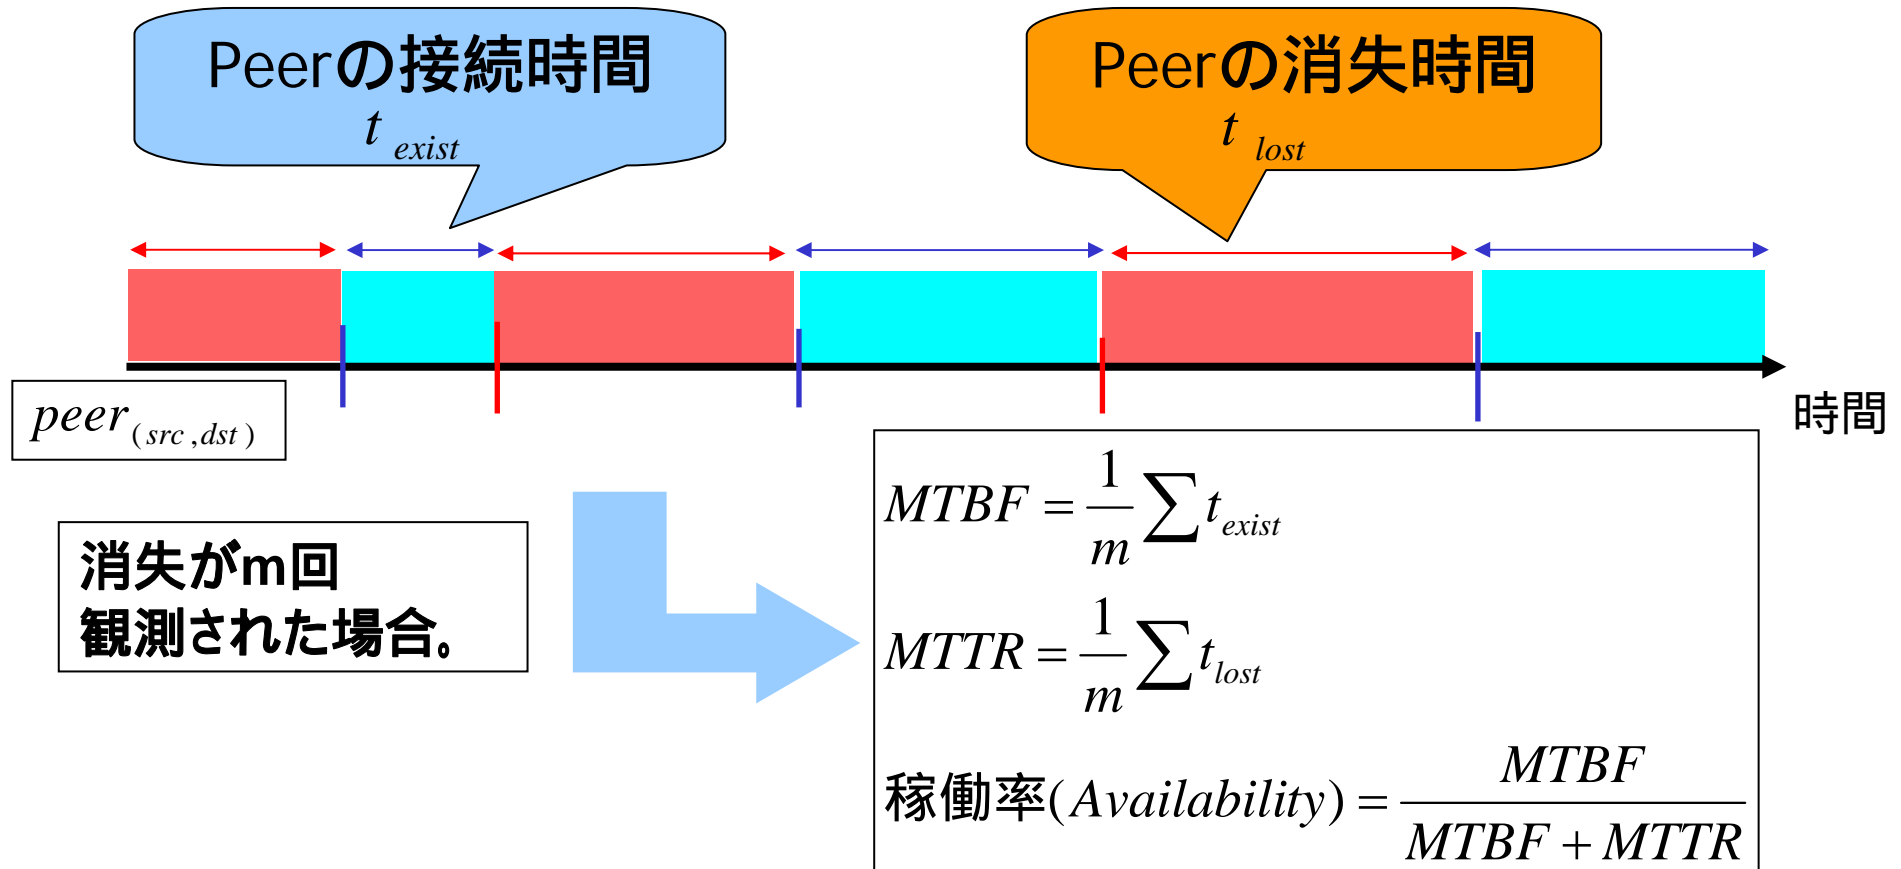 Peerの接続時間
t exist
Peerの消失時間
t lost
時間
peer (src,dst)
消失がm回
観測された場合。
MTBF = 1/m ∑ t exist
MTTR = 1/m ∑ t lost
稼働率(Availability) = MTBF / MTBF + MTTR